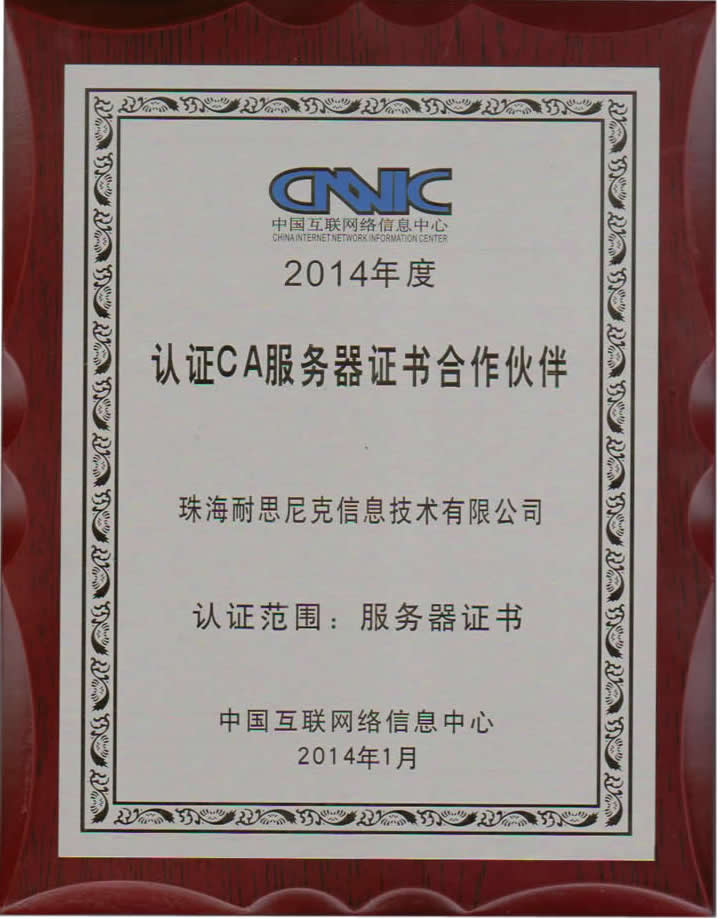 CNNIC
中国互联网络信息中心
CHINA INTERNET NETWORK INFORMATION CENTER
2014年度
认证CA服务器证书合作伙伴
珠海耐思尼克信息技术有限公司
认证范围：服务器证书
中国互联网络信息中心
2014年1月